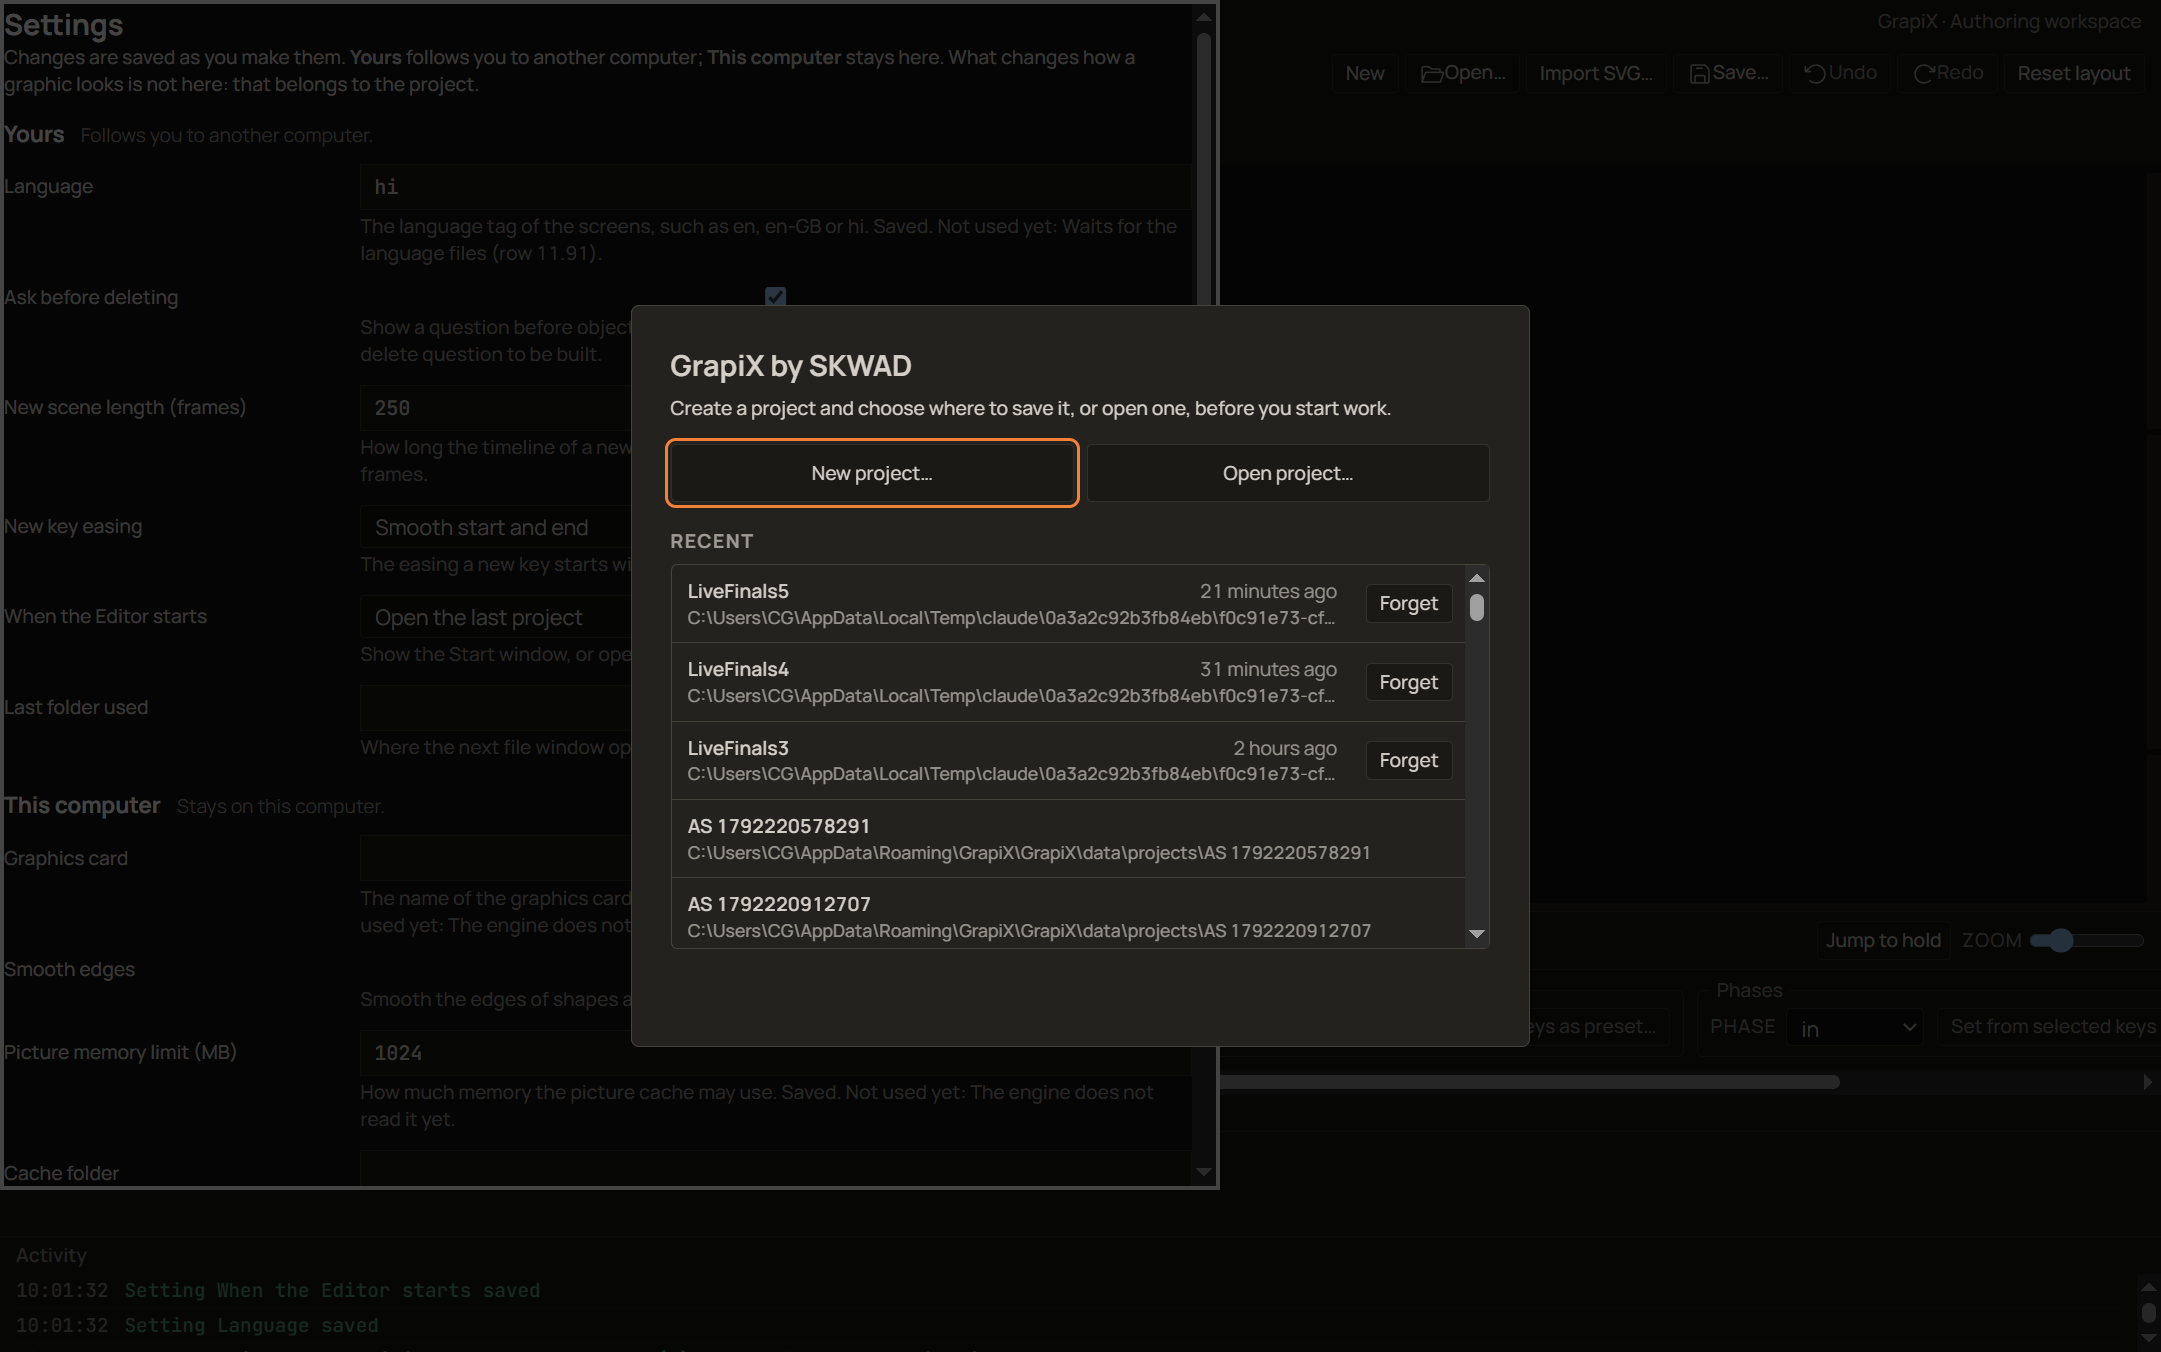 Settings
Changes are saved as you make them. Yours follows you to another computer; This computer stays here. What changes how a
graphic looks is not here: that belongs to the project.
Yours Follows you to another computer.
Language
hi
The language tag of the screens, such as en, en-GB or hi. Saved. Not used yet: Waits for the
language files (row 11.91).
Ask before deleting
Show a question before object
delete question to be built.
New scene length (frames)
250
How long the timeline of a new
frames.
New key easing
Smooth start and end
The easing a new key starts wi
When the Editor starts
Open the last project
Show the Start window, or ope
Last folder used
Where the next file window op
This computer Stays on this computer.
Graphics card
The name of the graphics card
used yet: The engine does not
Smooth edges
Smooth the edges of shapes a
Picture memory limit (MB)
1024
How much memory the picture cache may use. Saved. Not used yet: The engine does not
read it yet.
Cache folder
GrapiX · Authoring workspace
New Open... Import SVG... Save... Undo Redo Reset layout
GrapiX by SKWAD
Create a project and choose where to save it, or open one, before you start work.
New project... Open project...
RECENT
LiveFinals5 21 minutes ago
C:\Users\CG\AppData\Local\Temp\claude\0a3a2c92b3fb84eb\f0c91e73-cf...
Forget
LiveFinals4 31 minutes ago
C:\Users\CG\AppData\Local\Temp\claude\0a3a2c92b3fb84eb\f0c91e73-cf...
Forget
LiveFinals3 2 hours ago
C:\Users\CG\AppData\Local\Temp\claude\0a3a2c92b3fb84eb\f0c91e73-cf...
Forget
AS 1792220578291
C:\Users\CG\AppData\Roaming\GrapiX\GrapiX\data\projects\AS 1792220578291
AS 1792220912707
C:\Users\CG\AppData\Roaming\GrapiX\GrapiX\data\projects\AS 1792220912707
Jump to hold ZOOM
Phases
eys as preset... PHASE in Set from selected keys
Activity
10:01:32 Setting When the Editor starts saved
10:01:32 Setting Language saved